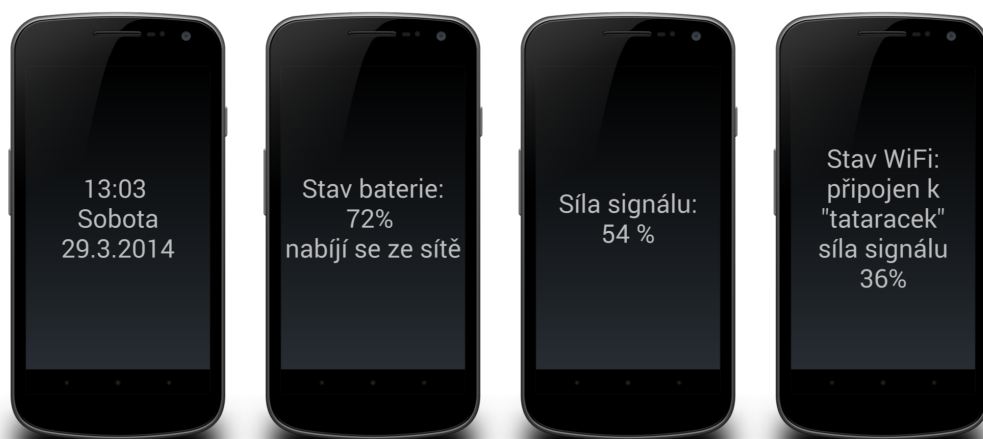 13:03
Sobota
29.3.2014
Stav baterie:
72%
nabíjí se ze sítě
Síla signálu:
54 %
Stav WiFi:
připojen k
"tataracek"
síla signálu
36%